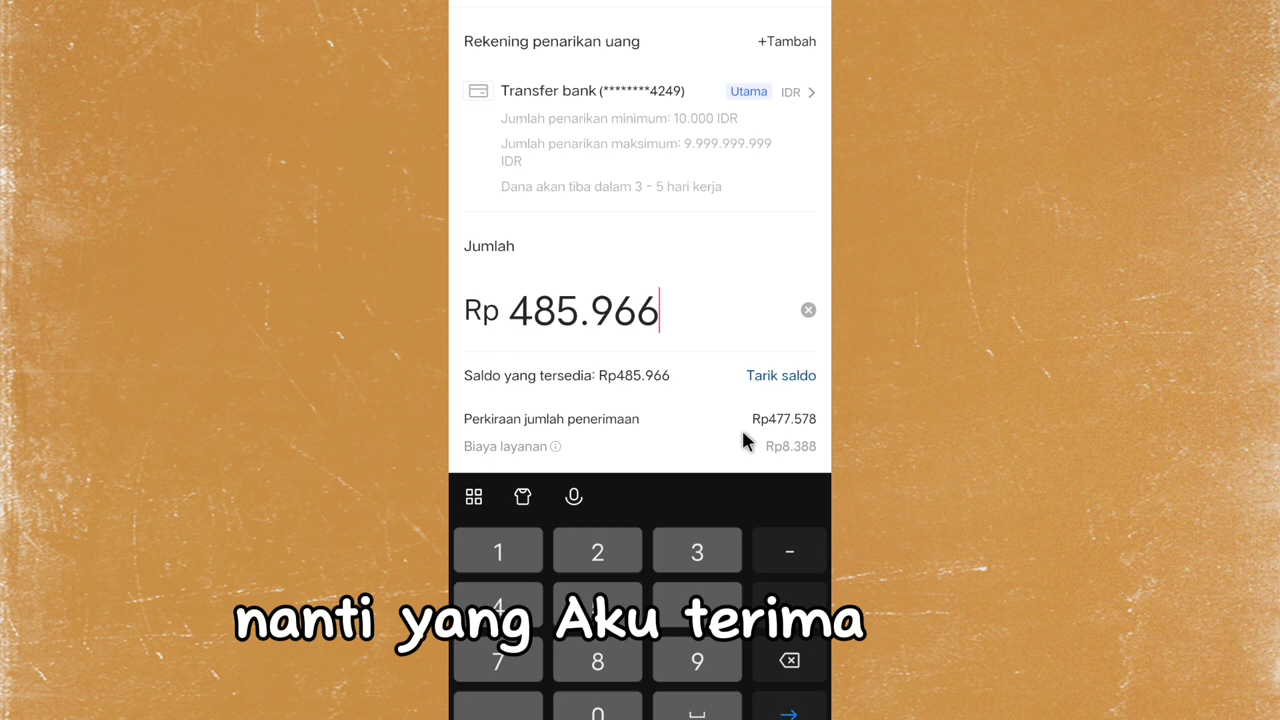 Rekening penarikan uang +Tambah
Transfer bank (********4249) Utama IDR
Jumlah penarikan minimum: 10.000 IDR
Jumlah penarikan maksimum: 9.999.999.999
IDR
Dana akan tiba dalam 3 - 5 hari kerja
Jumlah
Rp 485.966
Saldo yang tersedia: Rp485.966 Tarik saldo
Perkiraan jumlah penerimaan Rp477.578
Biaya layanan Rp8.388
1 2 3 -
4
nanti yang Aku terima
7 8 9
0